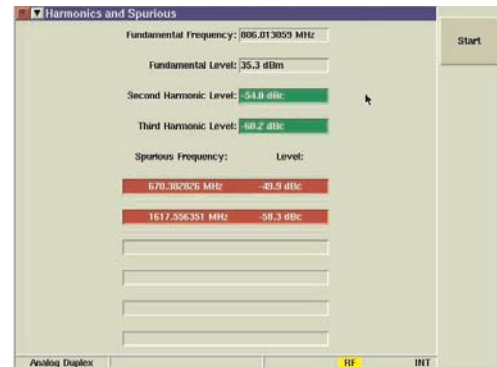 Harmonics and Spurious
Start
Fundamental Frequency: 806.013059 MHz
Fundamental Level: 35.3 dBm
Second Harmonic Level: -54.0 dBc
Third Harmonic Level: -60.2 dBc
Spurious Frequency: Level:
670.382826 MHz -49.9 dBc
1617.556351 MHz -58.3 dBc
Analog Duplex RF INT